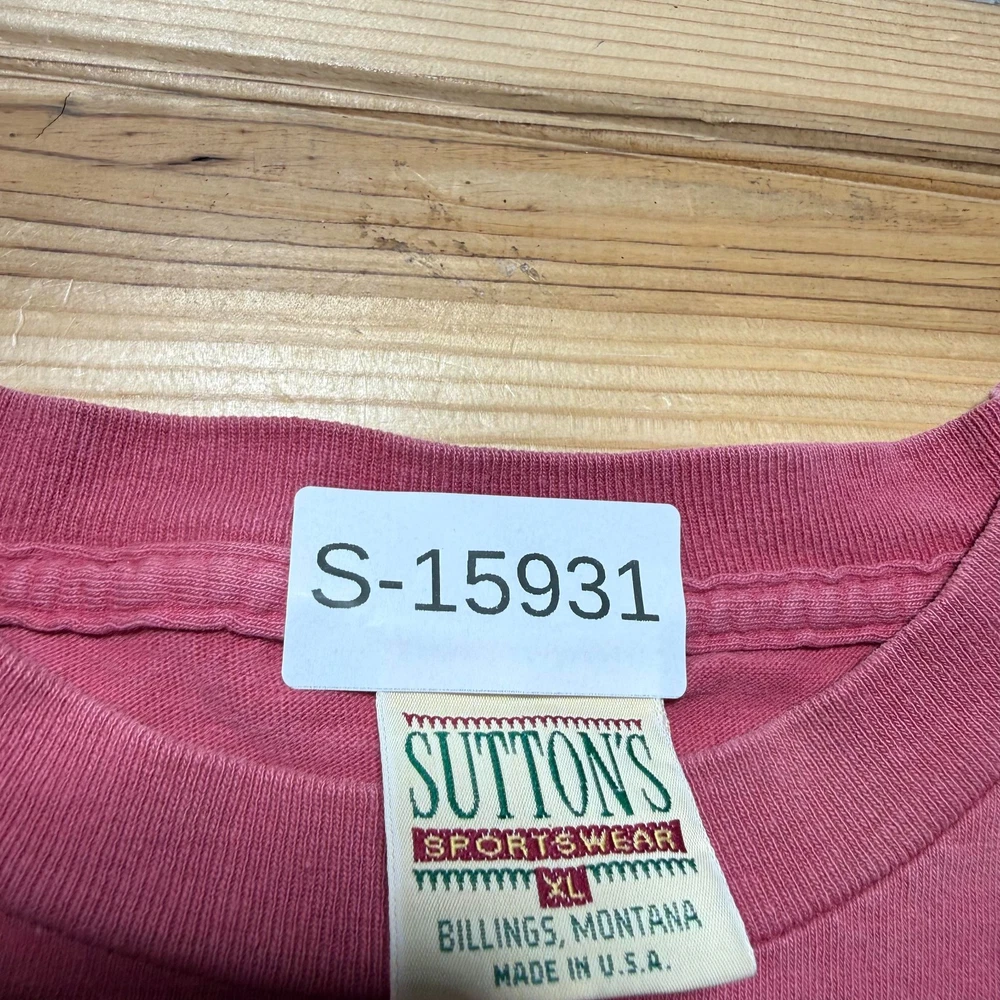 S-15931
SUTTON'S
SPORTSWEAR
XL
BILLINGS, MONTANA
MADE IN U.S.A.